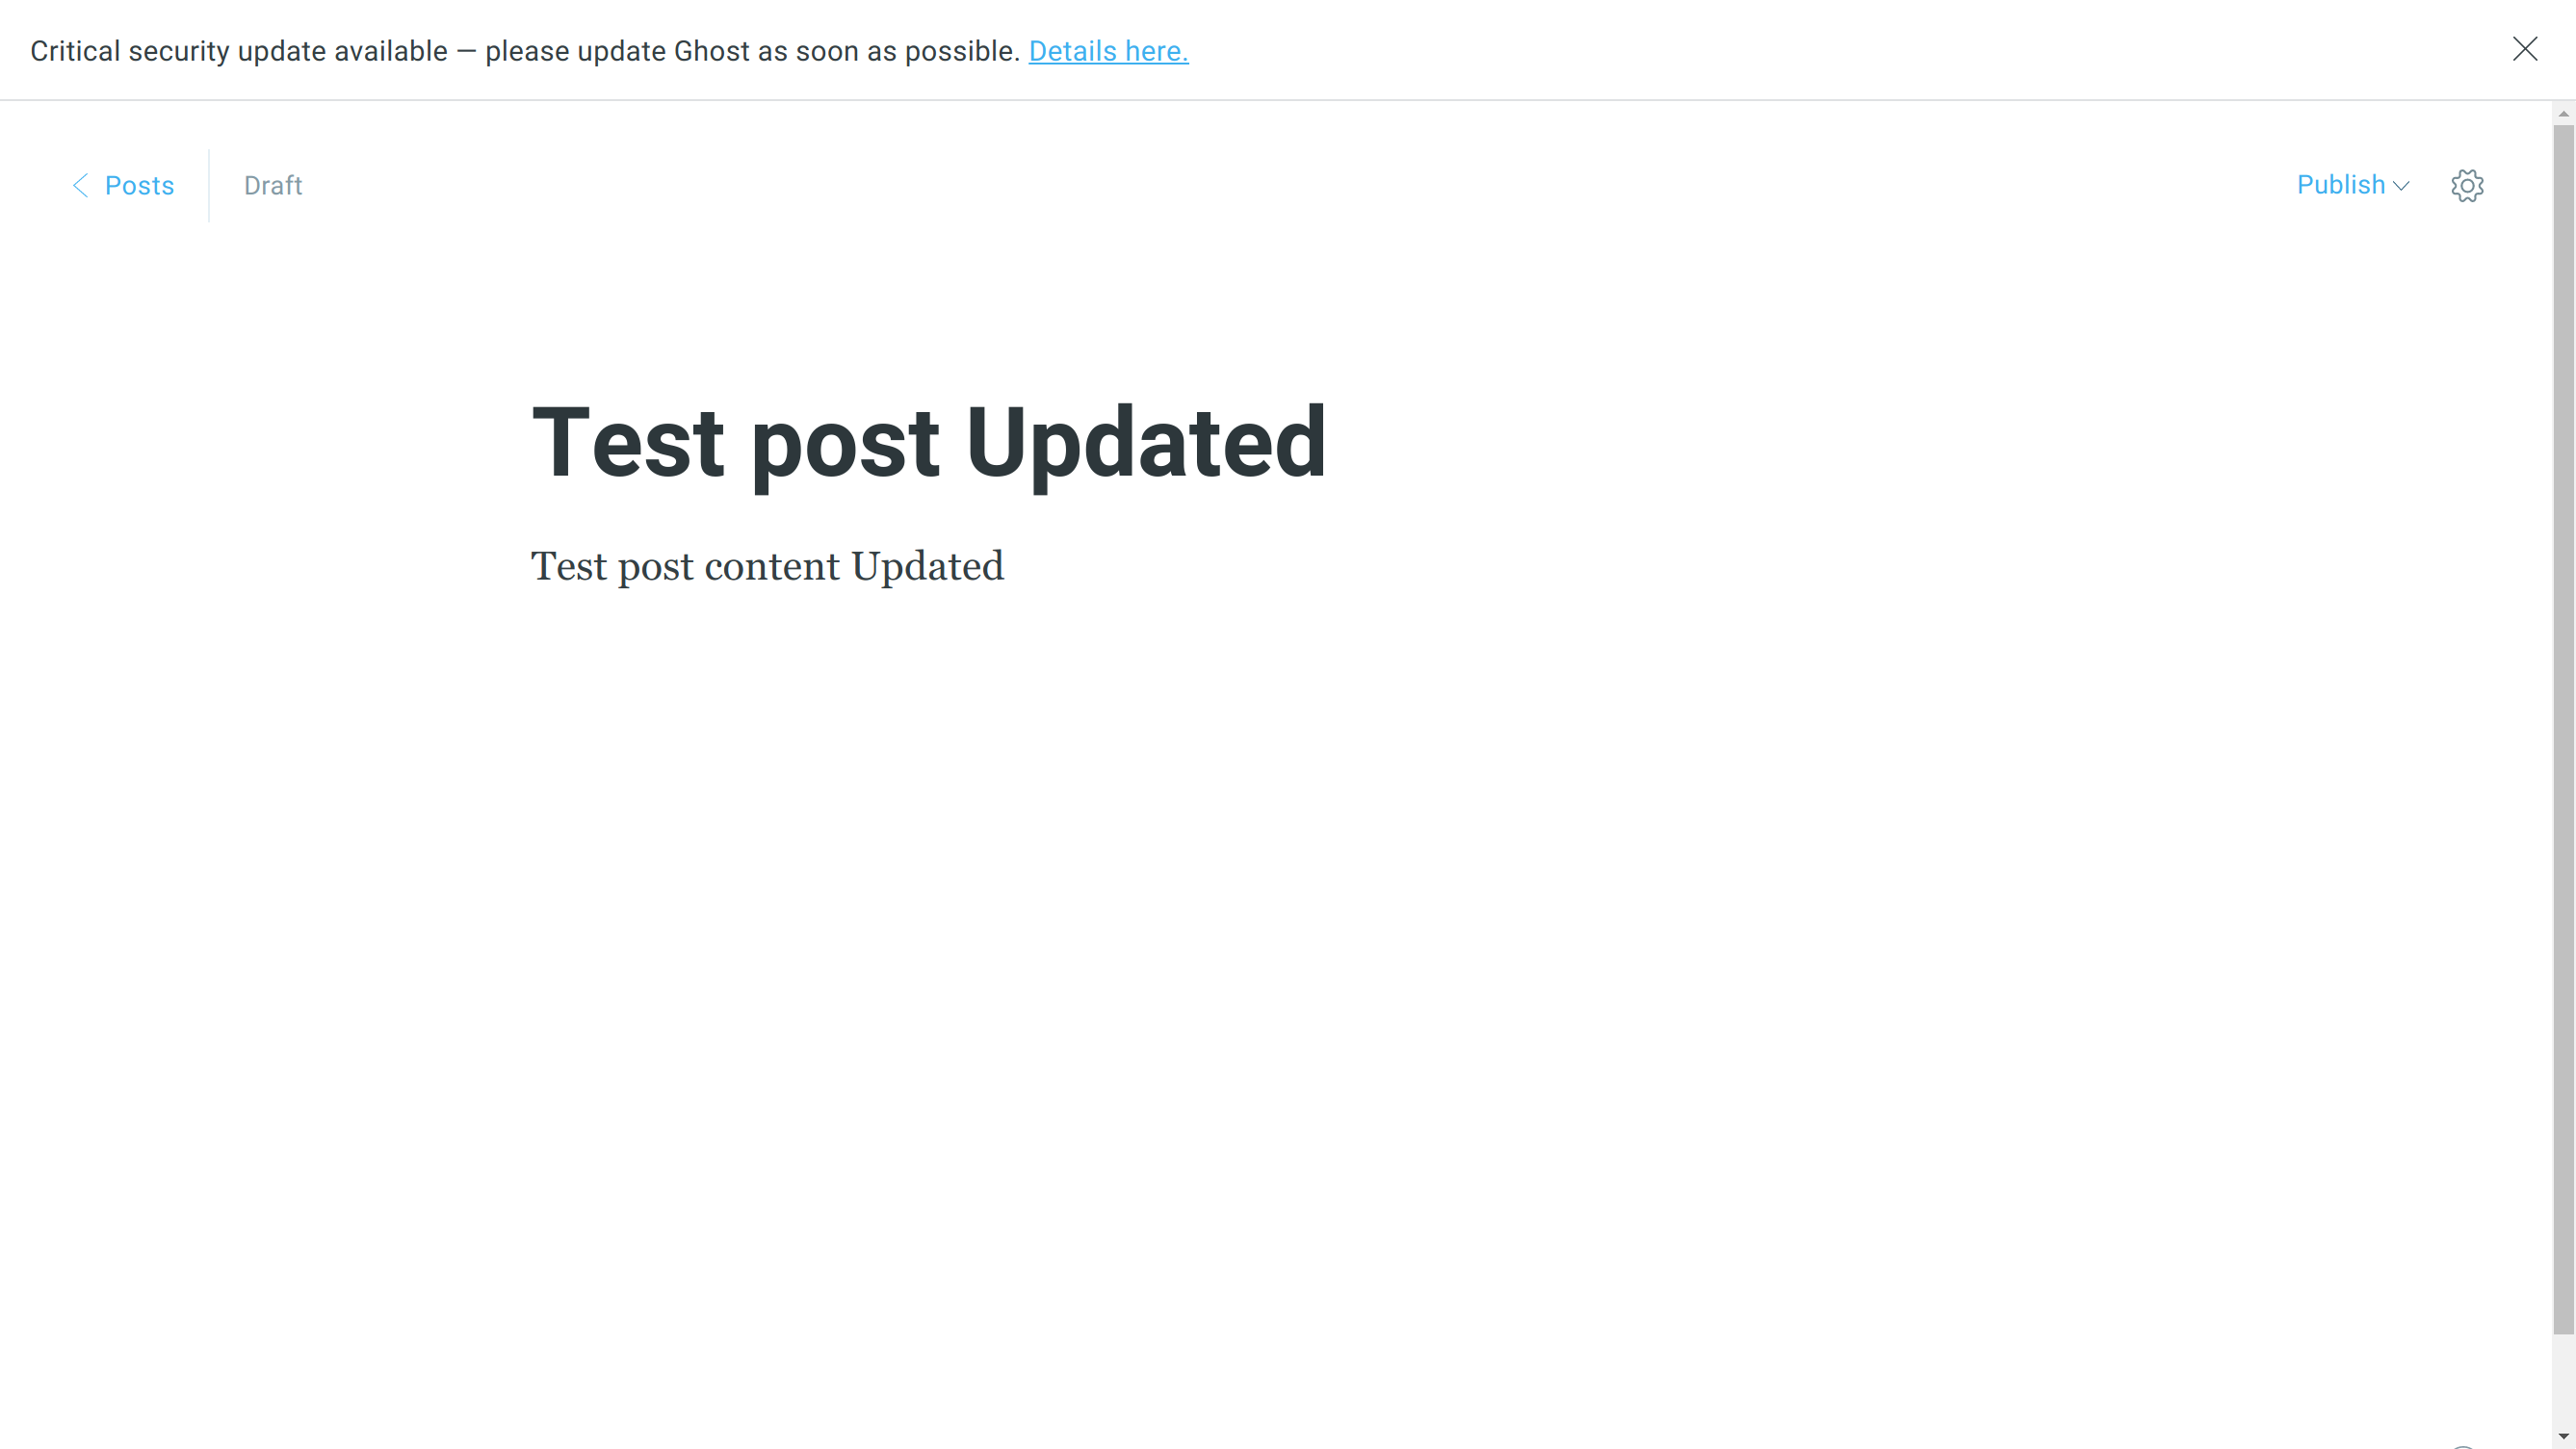 Critical security update available — please update Ghost as soon as possible. Details here.
Posts
Draft
Publish
Test post Updated
Test post content Updated